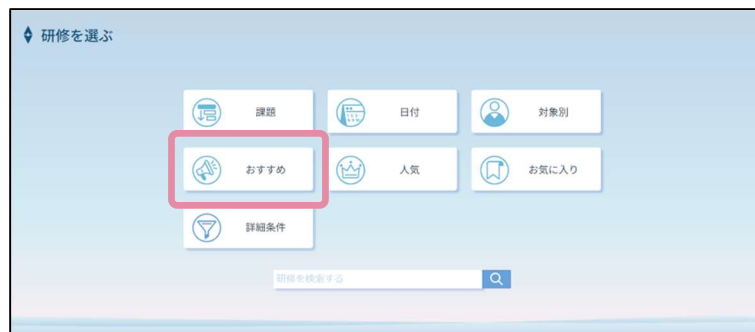 研修を選ぶ
課題
日付
対象別
おすすめ
人気
お気に入り
詳細条件
研修を検索する